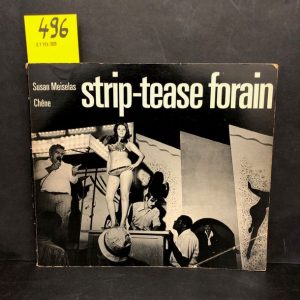 496
Susan Meiselas
Chêne
strip-tease forain